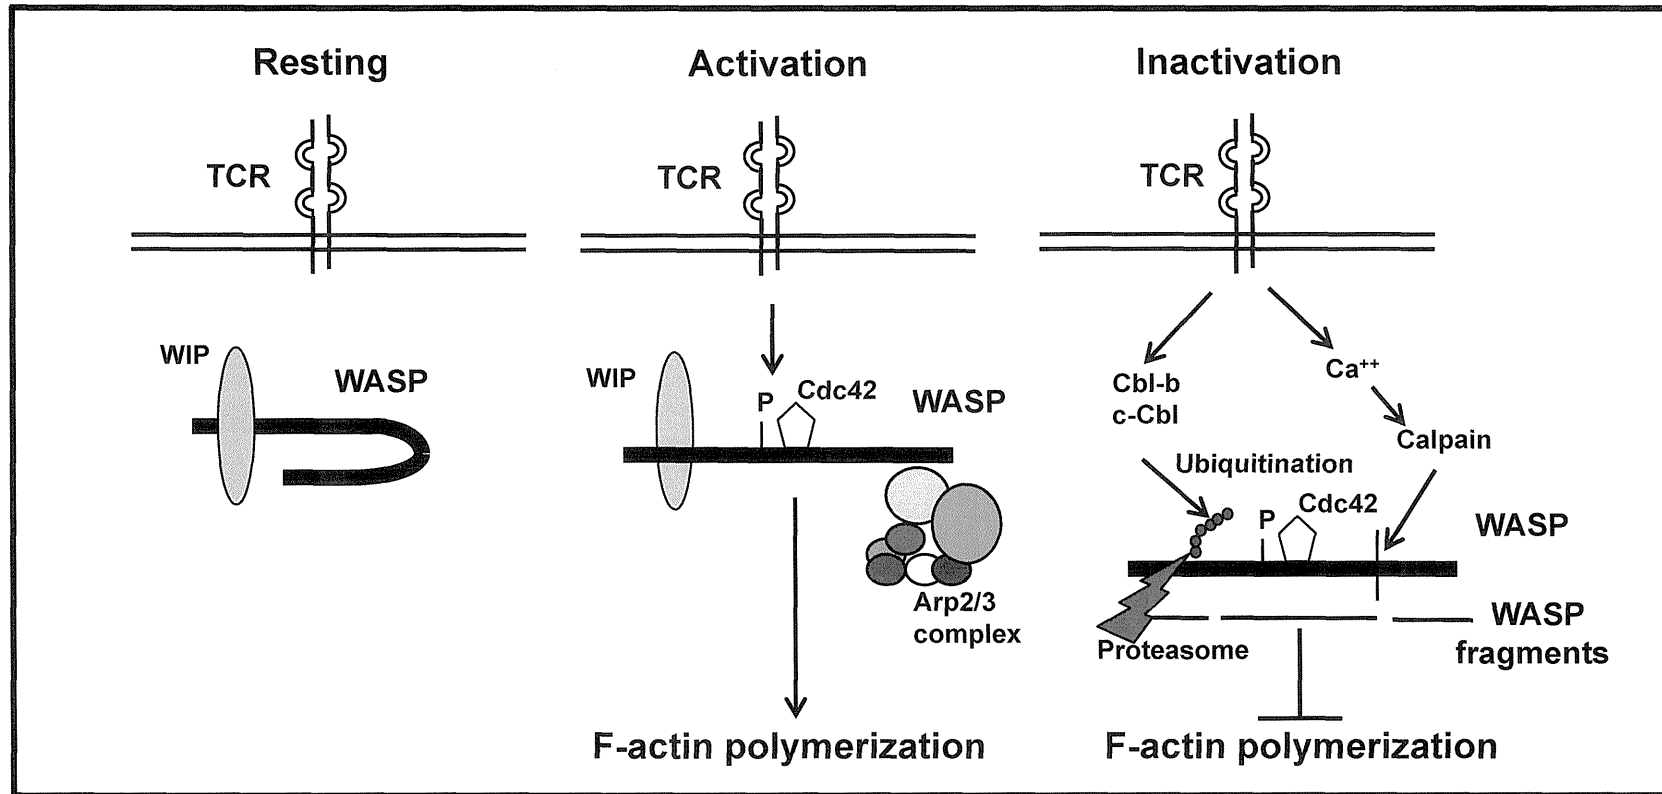 Resting
TCR
WIP
WASP
Activation
TCR
WIP
P
Cdc42
WASP
Arp2/3
complex
F-actin polymerization
Inactivation
TCR
Cbl-b
c-Cbl
Ca⁺⁺
Calpain
Ubiquitination
P
Cdc42
WASP
Proteasome
WASP
fragments
F-actin polymerization